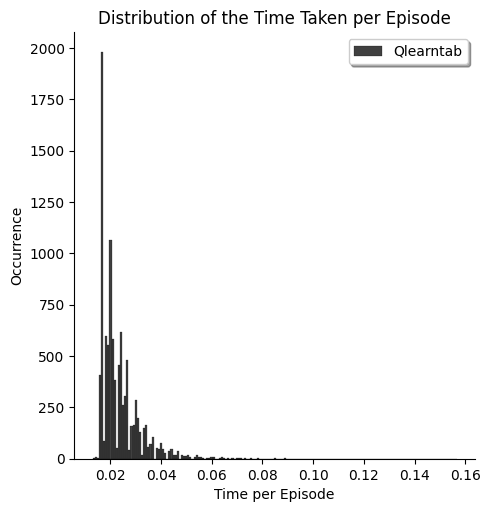 Distribution of the Time Taken per Episode
Qlearntab
Occurrence
2000
1750
1500
1250
1000
750
500
250
0
0.02 0.04 0.06 0.08 0.10 0.12 0.14 0.16
Time per Episode